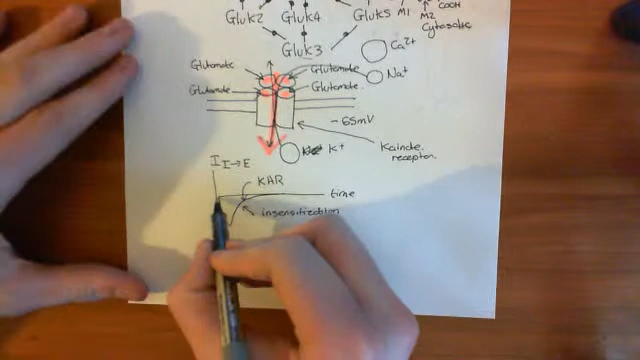 COOH
Gluk2 Gluk4 Gluk5 M1 M2
Cytosolic
Gluk3
Ca2+
Glutamate Glutamate Na+
Glutamate Glutamate
-65mV
K+ Kainate receptor
I I→E
KAR
time
insensitization